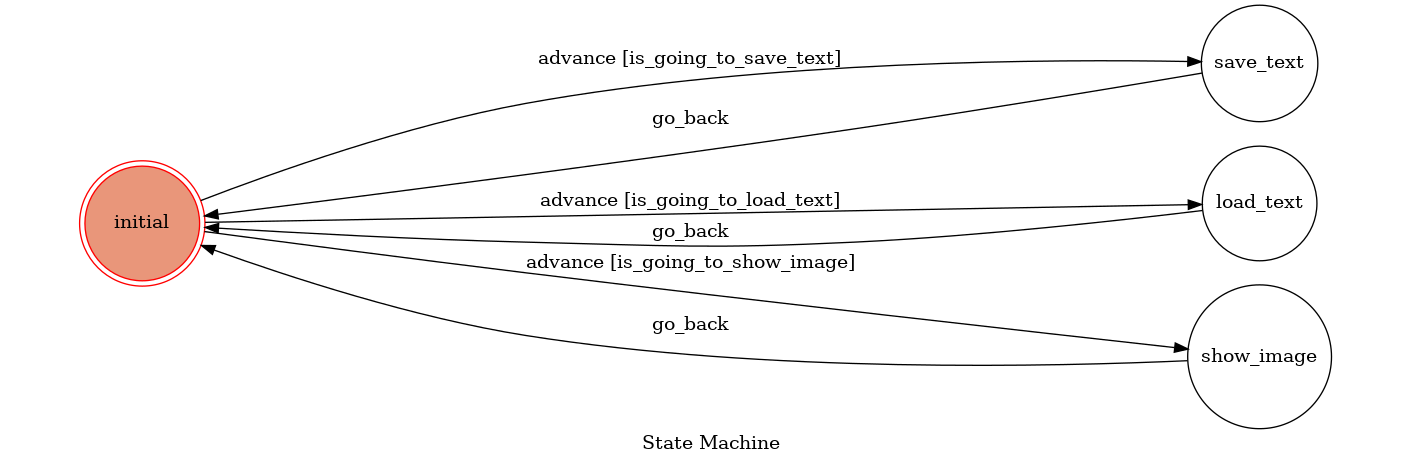 advance [is_going_to_save_text]
save_text
go_back
initial
advance [is_going_to_load_text]
load_text
go_back
advance [is_going_to_show_image]
go_back
show_image
State Machine